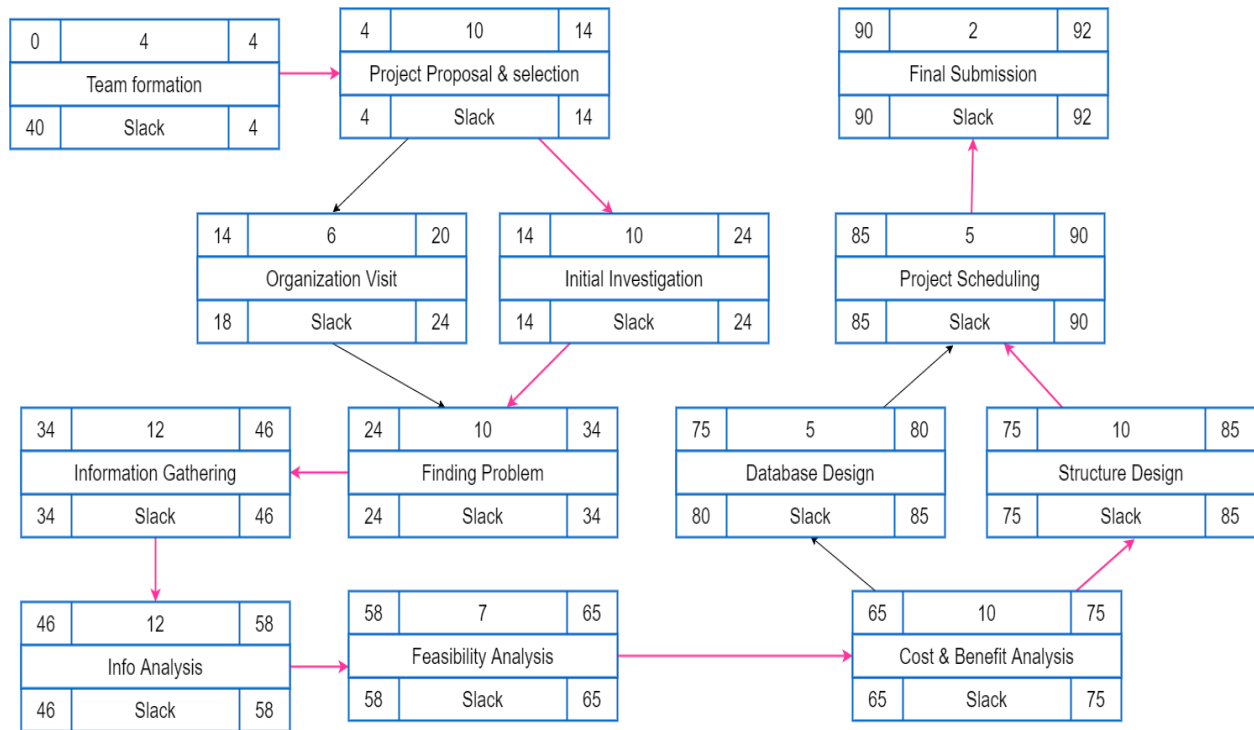 0 4 4
Team formation
40 Slack 4
4 10 14
Project Proposal & selection
4 Slack 14
90 2 92
Final Submission
90 Slack 92
14 6 20
Organization Visit
18 Slack 24
14 10 24
Initial Investigation
14 Slack 24
85 5 90
Project Scheduling
85 Slack 90
34 12 46
Information Gathering
34 Slack 46
24 10 34
Finding Problem
24 Slack 34
75 5 80
Database Design
80 Slack 85
75 10 85
Structure Design
75 Slack 85
46 12 58
Info Analysis
46 Slack 58
58 7 65
Feasibility Analysis
58 Slack 65
65 10 75
Cost & Benefit Analysis
65 Slack 75